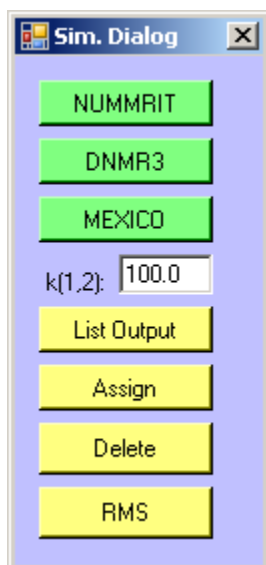 Sim. Dialog
NUMMRIT
DNMR3
MEXICO
k(1,2): 100.0
List Output
Assign
Delete
RMS